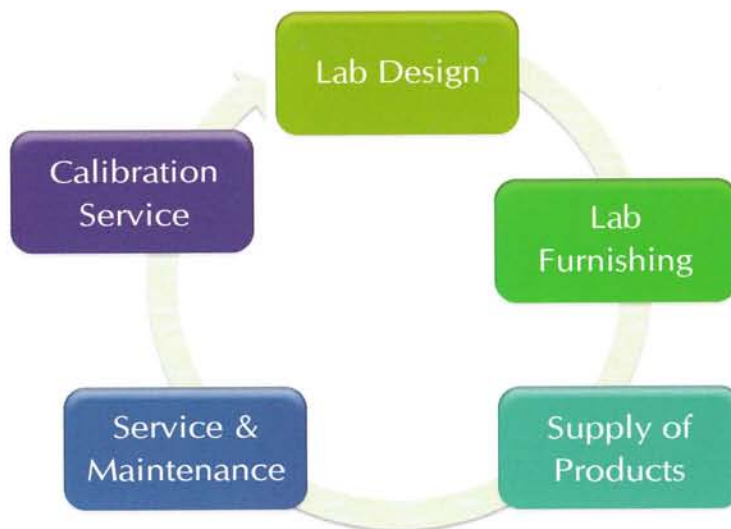 Lab Design
Lab
Furnishing
Supply of
Products
Service &
Maintenance
Calibration
Service